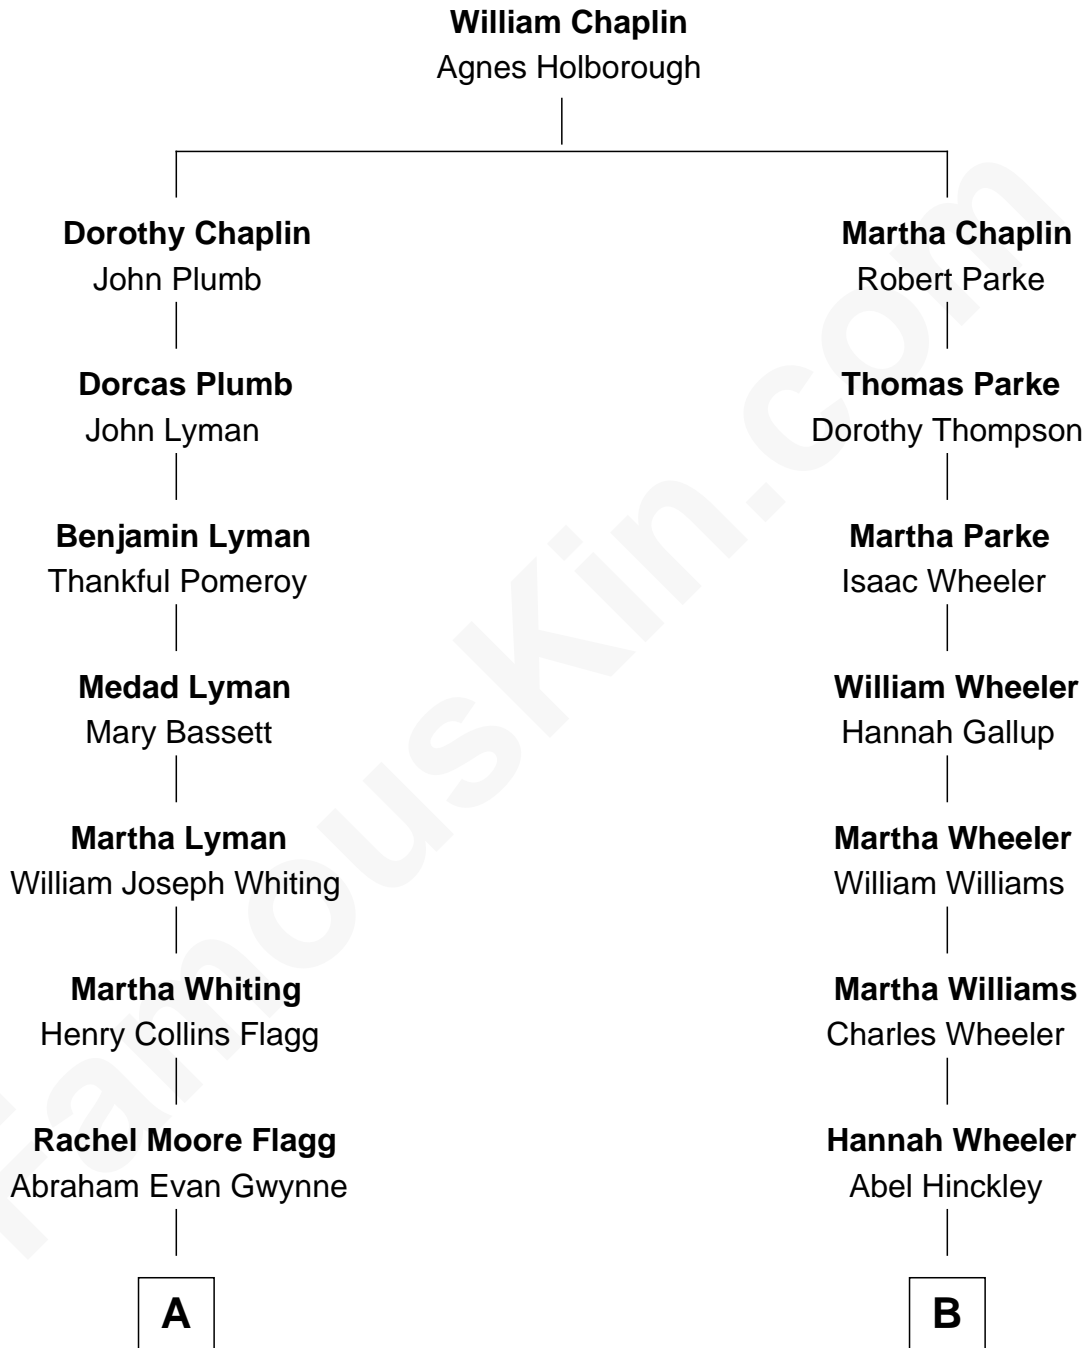 William Chaplin
Agnes Holborough
Dorothy Chaplin
John Plumb
Martha Chaplin
Robert Parke
Dorcas Plumb
John Lyman
Thomas Parke
Dorothy Thompson
Benjamin Lyman
Thankful Pomeroy
Martha Parke
Isaac Wheeler
Medad Lyman
Mary Bassett
William Wheeler
Hannah Gallup
Martha Lyman
William Joseph Whiting
Martha Wheeler
William Williams
Martha Whiting
Henry Collins Flagg
Martha Williams
Charles Wheeler
Rachel Moore Flagg
Abraham Evan Gwynne
Hannah Wheeler
Abel Hinckley
A
B
FamousKin.com